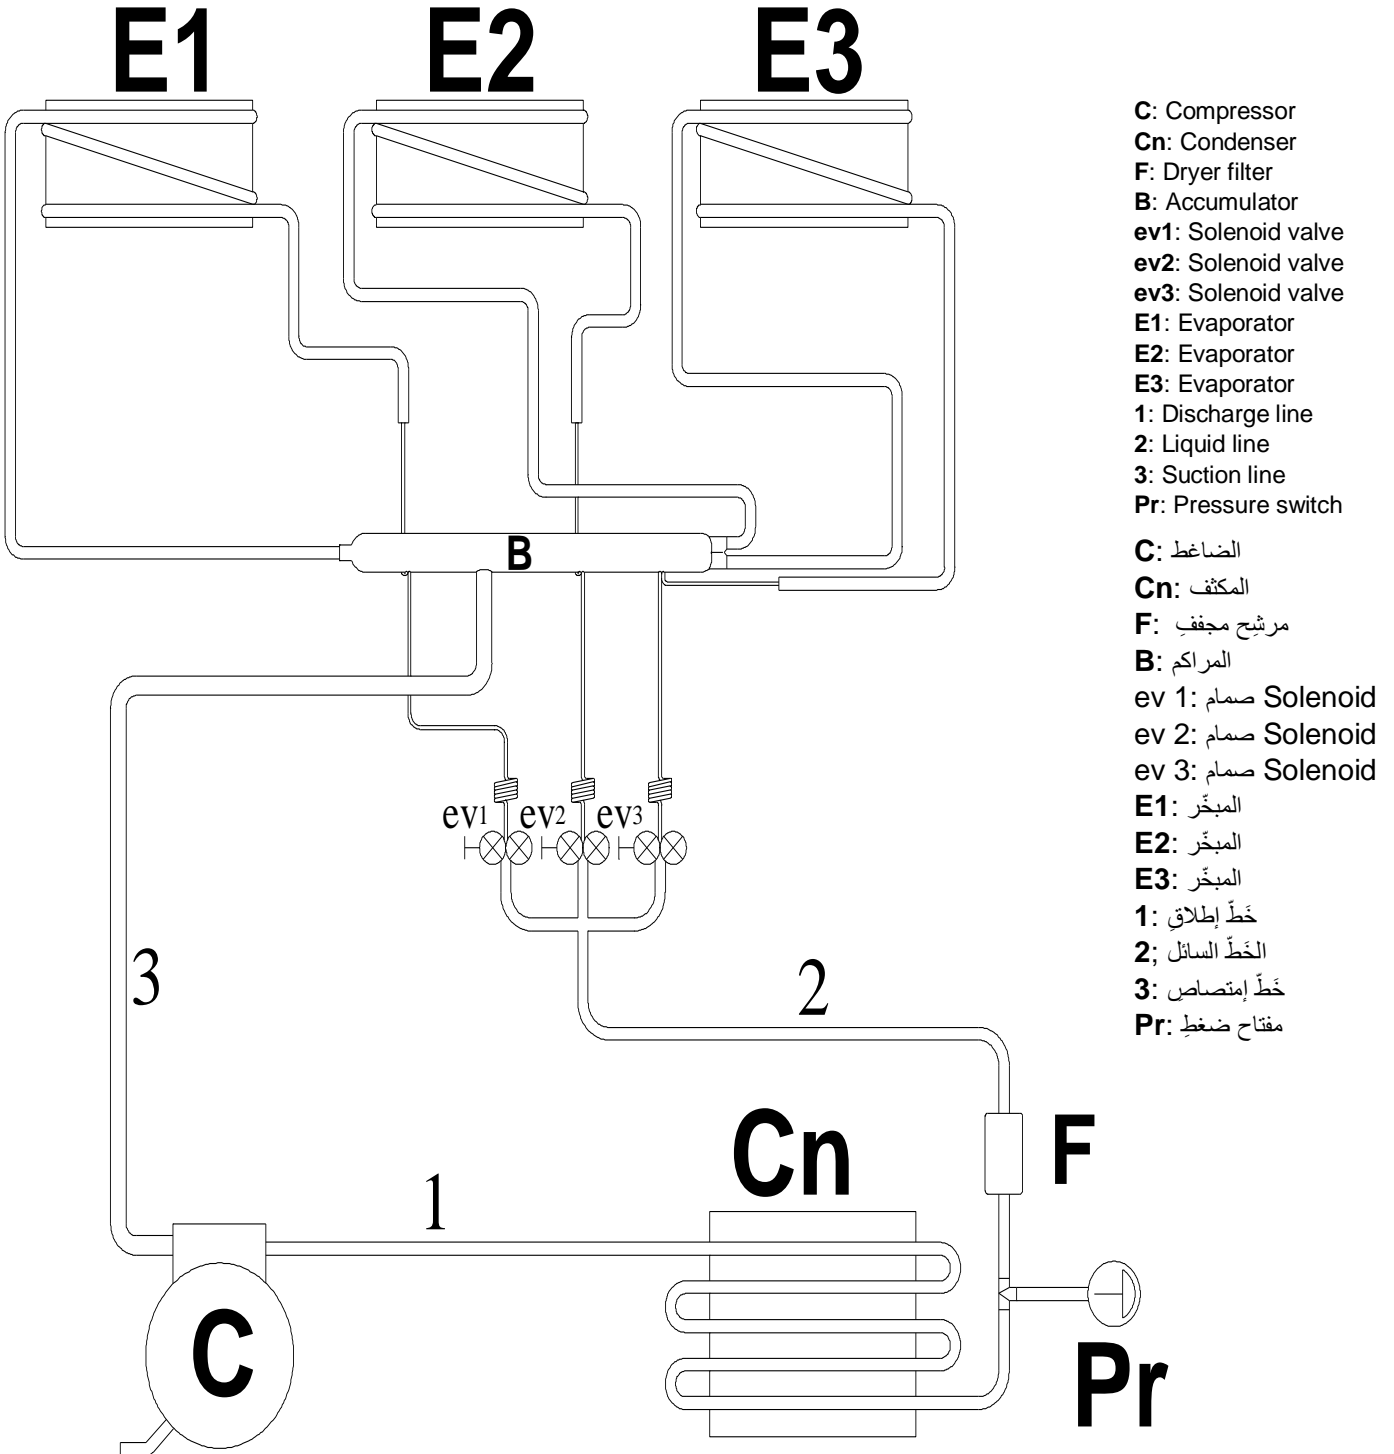 E1 E2 E3
C: Compressor
Cn: Condenser
F: Dryer filter
B: Accumulator
ev1: Solenoid valve
ev2: Solenoid valve
ev3: Solenoid valve
E1: Evaporator
E2: Evaporator
E3: Evaporator
1: Discharge line
2: Liquid line
3: Suction line
Pr: Pressure switch
B
C: الضاغط
Cn: المكثف
F: مرشِح مجففِ
B: المراكم
ev 1: صمام Solenoid
ev 2: صمام Solenoid
ev 3: صمام Solenoid
E1: المبخّر
E2: المبخّر
E3: المبخّر
1: خَطّ إطلاقِ
2; الخَطّ السائل
3: خَطّ إمتصاصِ
Pr: مفتاح ضغطِ
ev1 ev2 ev3
3
2
Cn
F
1
C
Pr